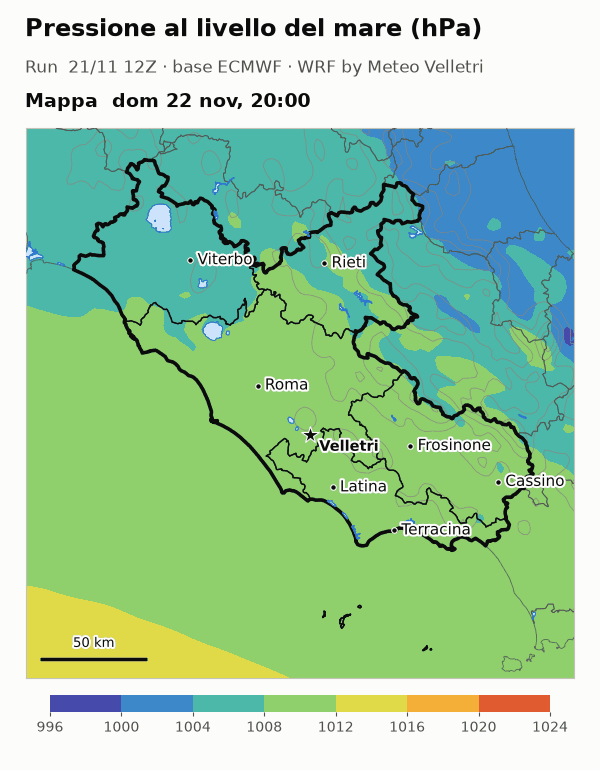 Pressione al livello del mare (hPa)
Run  21/11 12Z · base ECMWF · WRF by Meteo Velletri
Mappa  dom 22 nov, 20:00
Viterbo
Rieti
Roma
Velletri
Frosinone
Cassino
Latina
Terracina
50 km
996 1000 1004 1008 1012 1016 1020 1024